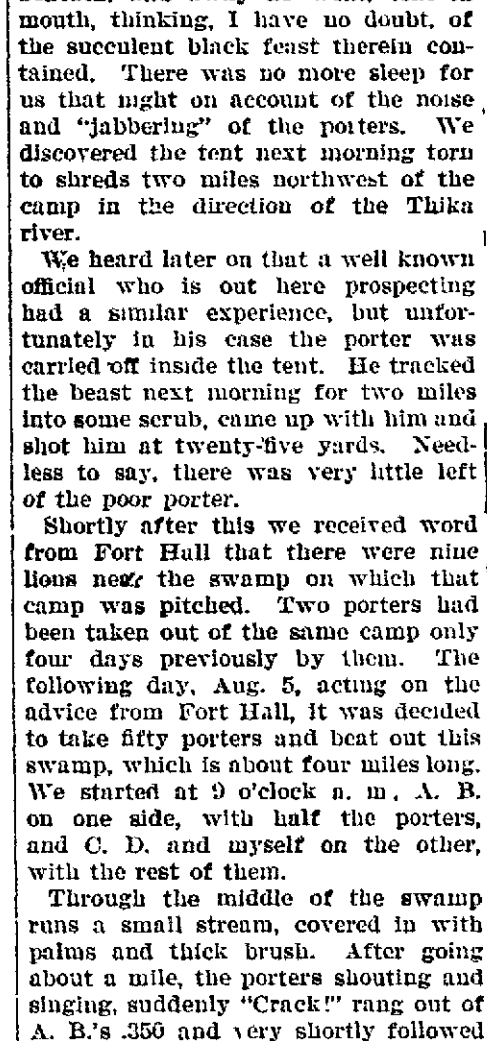 mouth, thinking, I have no doubt, of
the succulent black feast therein con-
tained. There was no more sleep for
us that night on account of the noise
and "jabbering" of the porters. We
discovered the tent next morning torn
to shreds two miles northwest of the
camp in the direction of the Thika
river.
We heard later on that a well known
official who is out here prospecting
had a similar experience, but unfor-
tunately in his case the porter was
carried off inside the tent. He tracked
the beast next morning for two miles
into some scrub, came up with him and
shot him at twenty-five yards. Need-
less to say, there was very little left
of the poor porter.
Shortly after this we received word
from Fort Hall that there were nine
lions near the swamp on which that
camp was pitched. Two porters had
been taken out of the same camp only
four days previously by them. The
following day, Aug. 5, acting on the
advice from Fort Hall, it was decided
to take fifty porters and beat out this
swamp, which is about four miles long.
We started at 9 o'clock a. m., A. B.
on one side, with half the porters,
and C. D. and myself on the other,
with the rest of them.
Through the middle of the swamp
runs a small stream, covered in with
palms and thick brush. After going
about a mile, the porters shouting and
singing, suddenly "Crack!" rang out of
A. B.'s .350 and very shortly followed